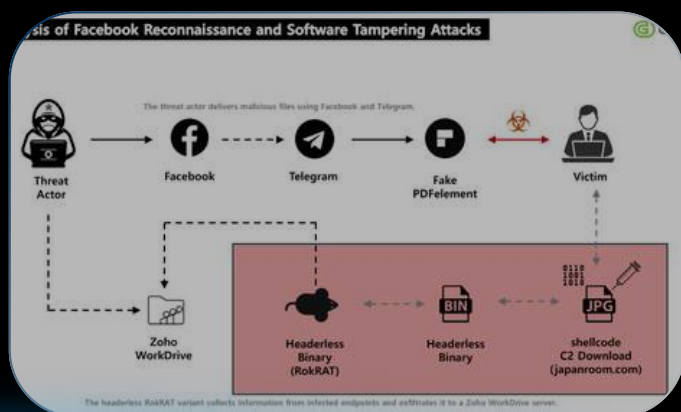 ysis of Facebook Reconnaissance and Software Tampering Attacks
G
The threat actor delivers malicious files using Facebook and Telegram.
Threat
Actor
Facebook
Telegram
Fake
PDFelement
Victim
Zoho
WorkDrive
Headerless
Binary
(RokRAT)
BIN
Headerless
Binary
0110
1001
1010
JPG
shellcode
C2 Download
(japanroom.com)
The headerless RokRAT variant collects information from infected endpoints and exfiltrates it to a Zoho WorkDrive server.